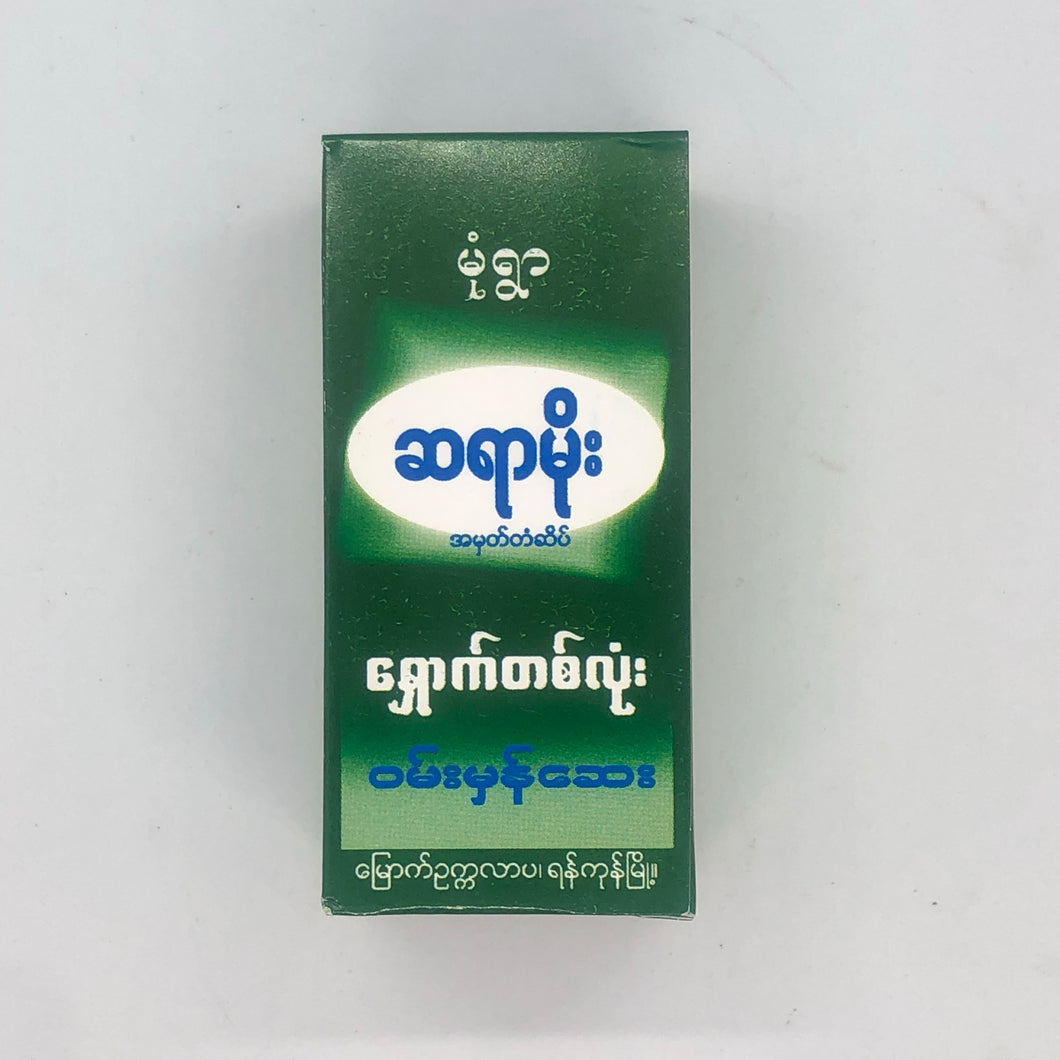 မုံရွာ
ဆရာမိုး
အမှတ်တံဆိပ်
ရှောက်တစ်လုံး
ဝမ်းမှန်ဆေး
မြောက်ဥက္ကလာပ၊ ရန်ကုန်မြို့။